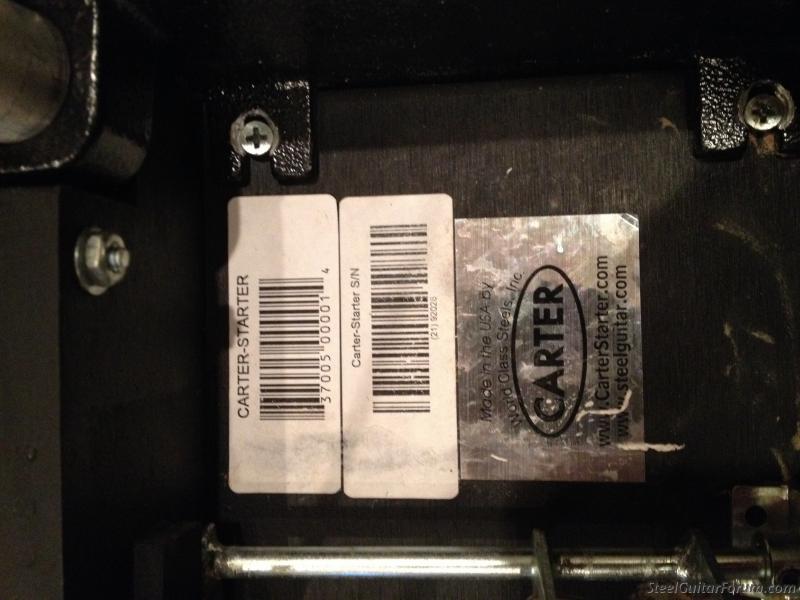 CARTER-STARTER
37005 00001 4
Carter-Starter S/N
(21) 92026
Made in the USA by
World Class Steels, Inc
CARTER
www.CarterStarter.com
www.steelguitar.com
SteelGuitarForum.com